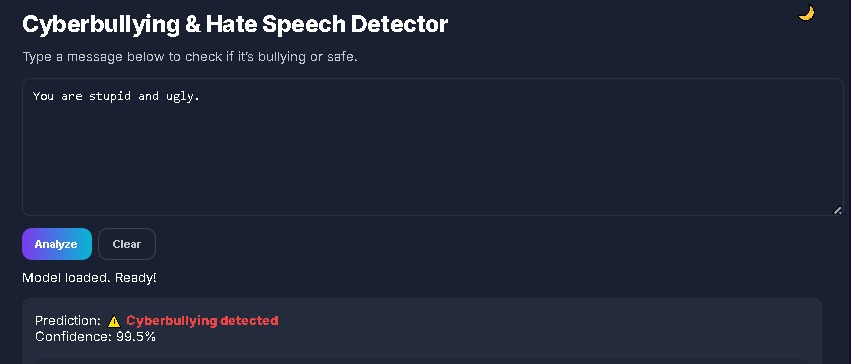 Cyberbullying & Hate Speech Detector
Type a message below to check if it's bullying or safe.
You are stupid and ugly.
Analyze Clear
Model loaded. Ready!
Prediction: ⚠️ Cyberbullying detected
Confidence: 99.5%